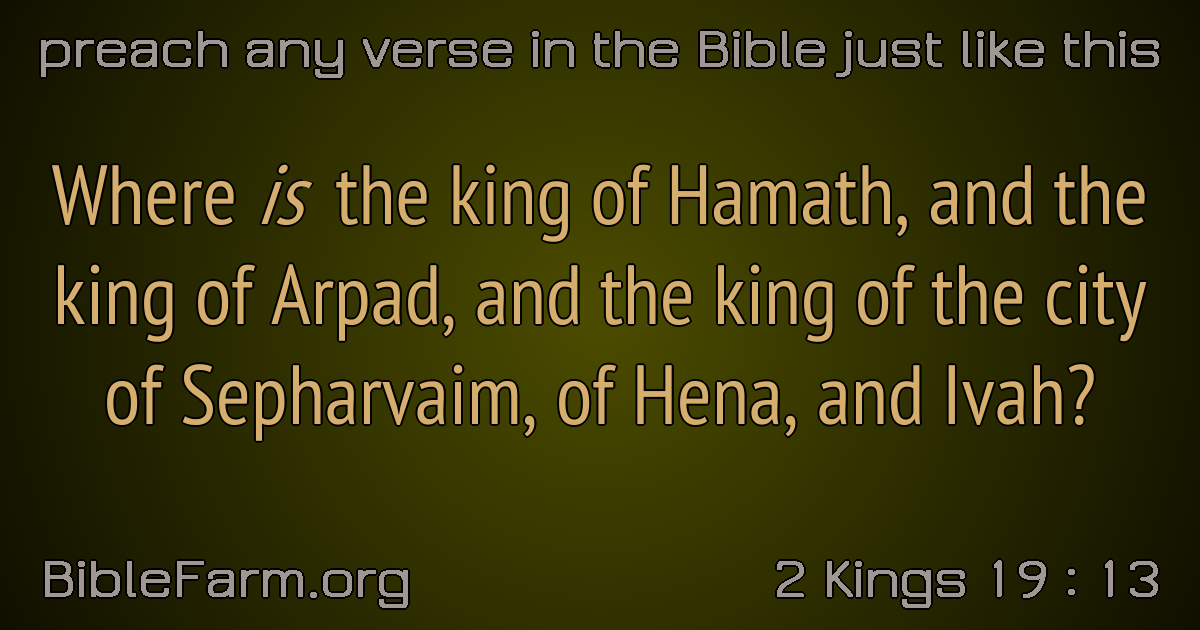 preach any verse in the Bible just like this
Where is the king of Hamath, and the
king of Arpad, and the king of the city
of Sepharvaim, of Hena, and Ivah?
BibleFarm.org
2 Kings 19 : 13